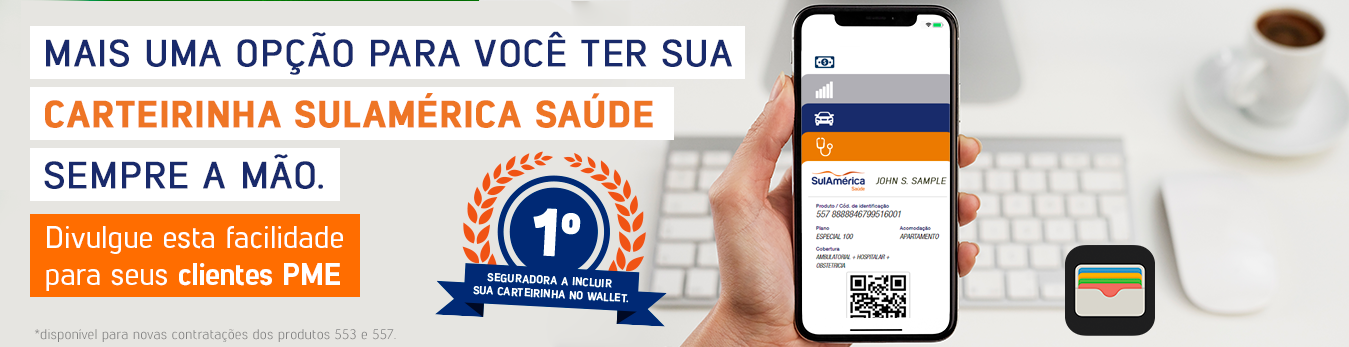 MAIS UMA OPÇÃO PARA VOCÊ TER SUA
CARTEIRINHA SULAMÉRICA SAÚDE
SEMPRE A MÃO.
Divulgue esta facilidade
para seus clientes PME
*disponível para novas contratações dos produtos 553 e 557.
1º
SEGURADORA A INCLUIR
SUA CARTEIRINHA NO WALLET.
SulAmérica
Saúde
JOHN S. SAMPLE
Produto / Cód. de identificação
557 8888846799516001
Plano
Acomodação
ESPECIAL 100
APARTAMENTO
Cobertura
AMBULATORIAL + HOSPITALAR +
OBSTETRICIA